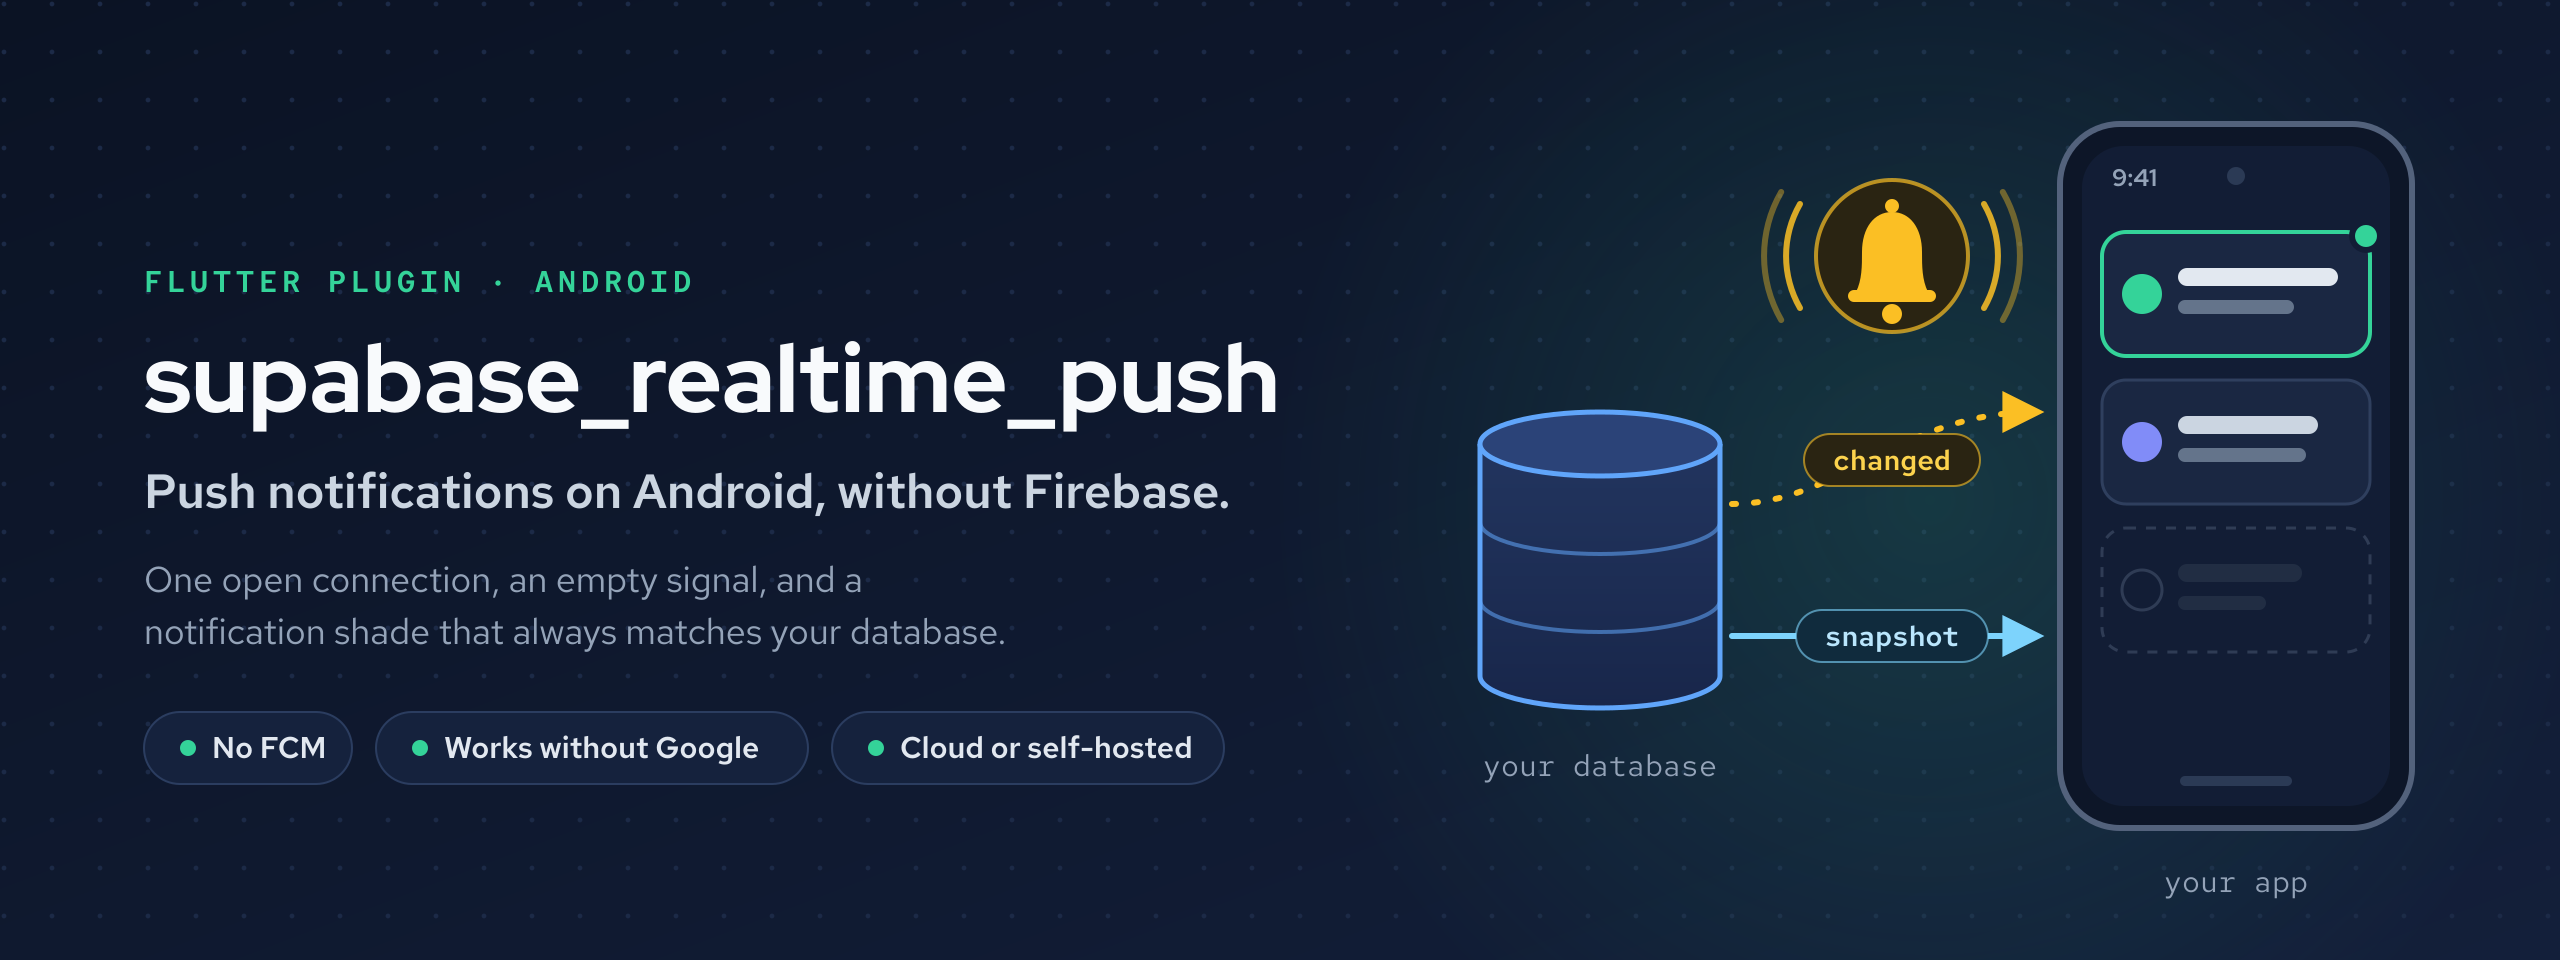 FLUTTER PLUGIN · ANDROID
supabase_realtime_push
Push notifications on Android, without Firebase.
One open connection, an empty signal, and a
notification shade that always matches your database.
No FCM
Works without Google
Cloud or self-hosted
9:41
changed
snapshot
your database
your app